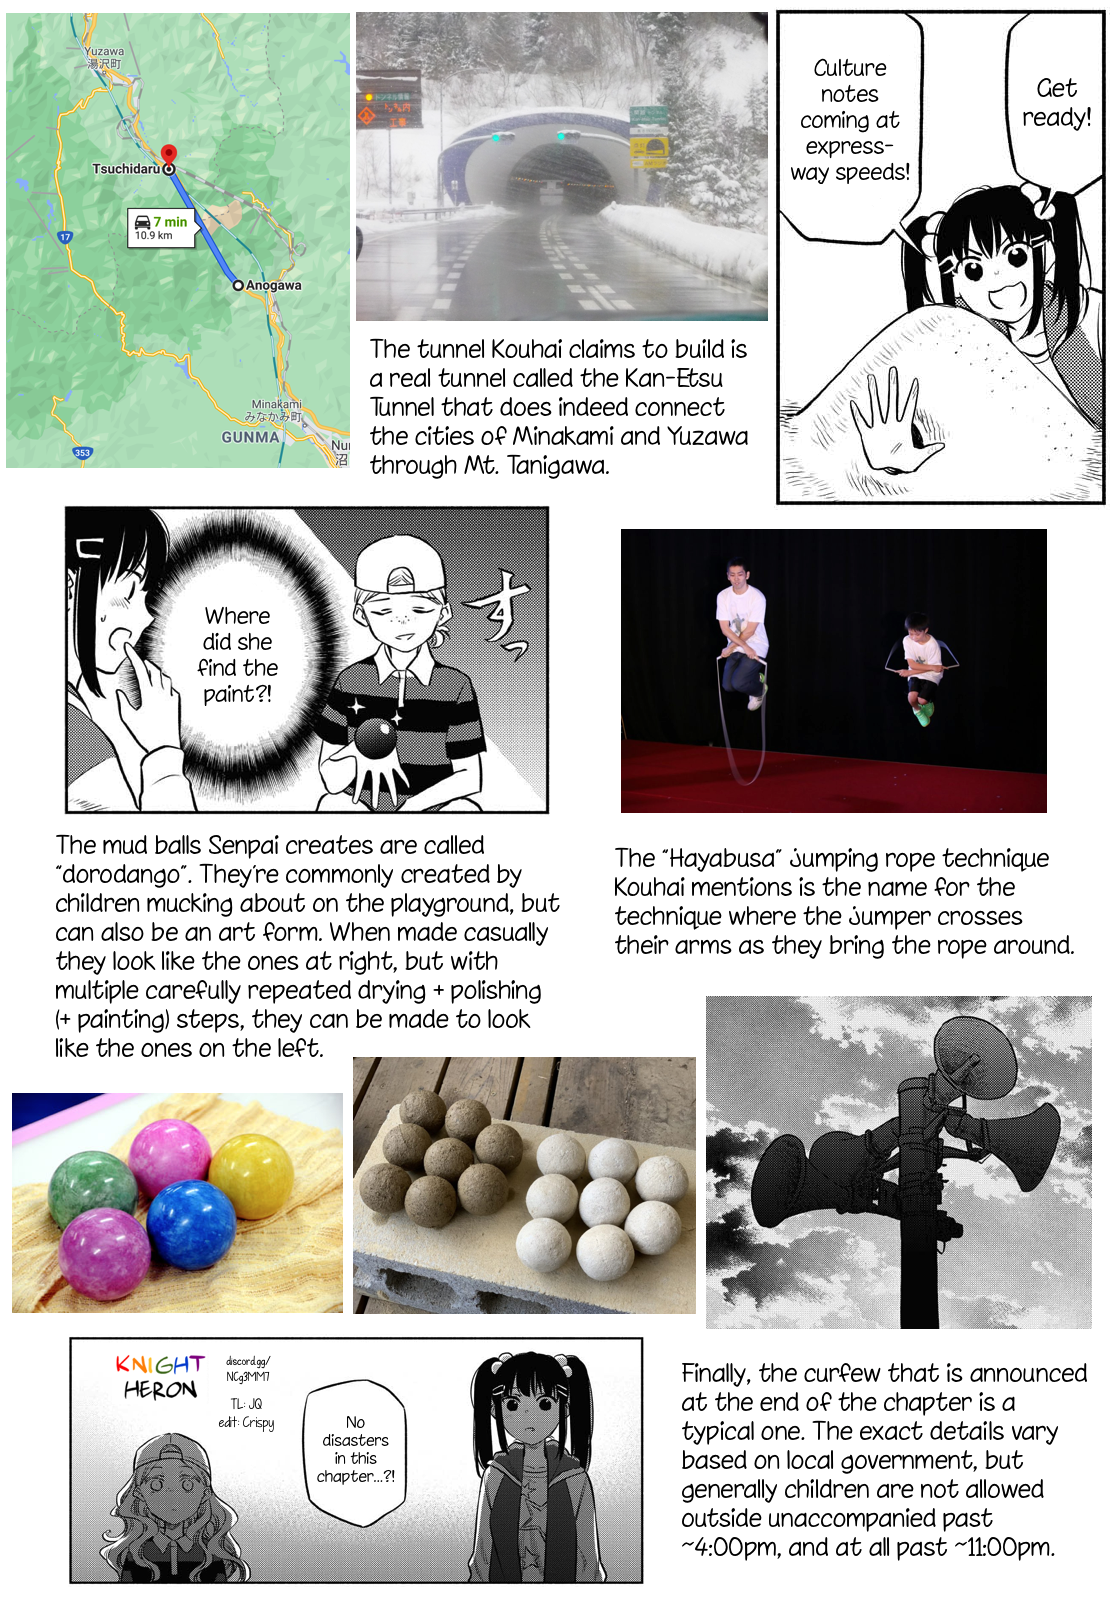 Yuzawa
湯沢町
Tsuchidaru
7 min
10.9 km
17
Anogawa
Minakami
みなかみ町
GUNMA
Nu
沼
353
The tunnel Kouhai claims to build is
a real tunnel called the Kan-Etsu
Tunnel that does indeed connect
the cities of Minakami and Yuzawa
through Mt. Tanigawa.
Get
ready!
Culture
notes
coming at
express-
way speeds!
Where
did she
find the
paint?!
すっ
The mud balls Senpai creates are called
"dorodango". They're commonly created by
children mucking about on the playground, but
can also be an art form. When made casually
they look like the ones at right, but with
multiple carefully repeated drying + polishing
(+ painting) steps, they can be made to look
like the ones on the left.
The "Hayabusa" jumping rope technique
Kouhai mentions is the name for the
technique where the jumper crosses
their arms as they bring the rope around.
KNIGHT
HERON
discord.gg/
NCg3MM7
TL: JQ
edit: Crispy
No
disasters
in this
chapter...?!
Finally, the curfew that is announced
at the end of the chapter is a
typical one. The exact details vary
based on local government, but
generally children are not allowed
outside unaccompanied past
~4:00pm, and at all past ~11:00pm.